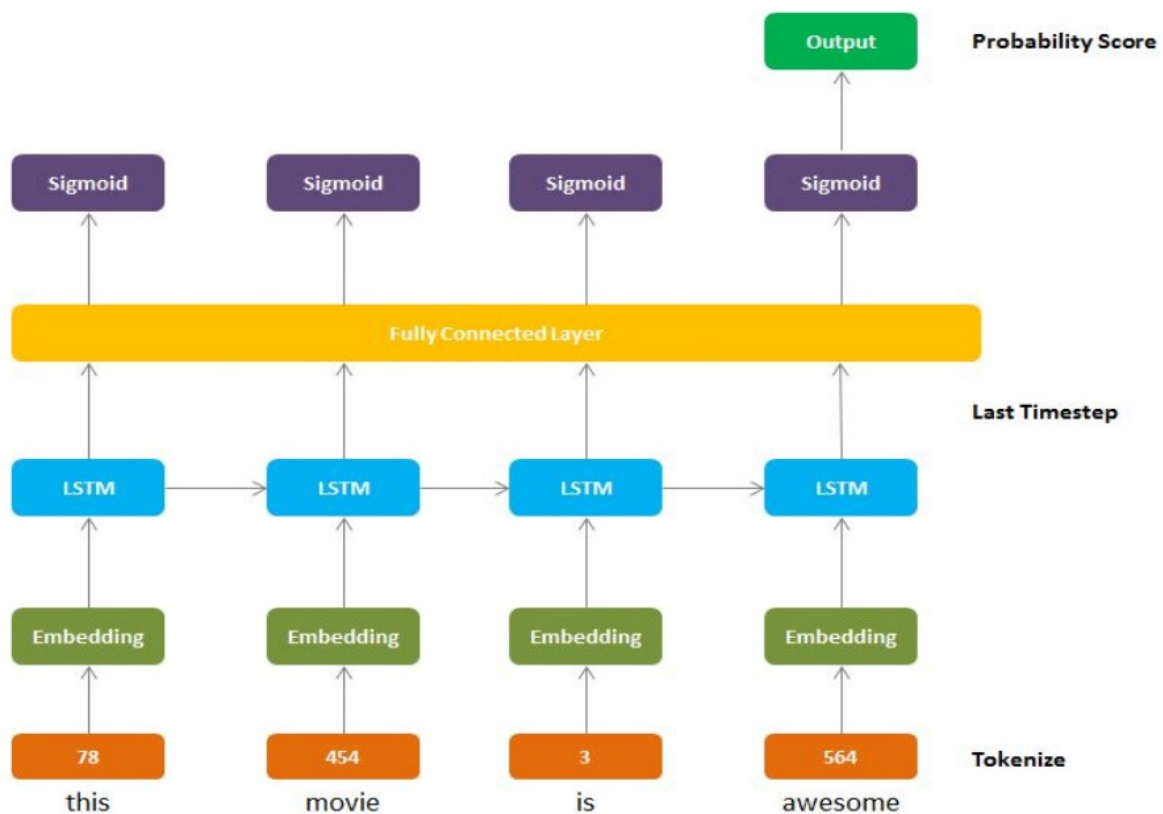 Output Probability Score
Sigmoid Sigmoid Sigmoid Sigmoid
Fully Connected Layer
Last Timestep
LSTM LSTM LSTM LSTM
Embedding Embedding Embedding Embedding
78 454 3 564 Tokenize
this movie is awesome